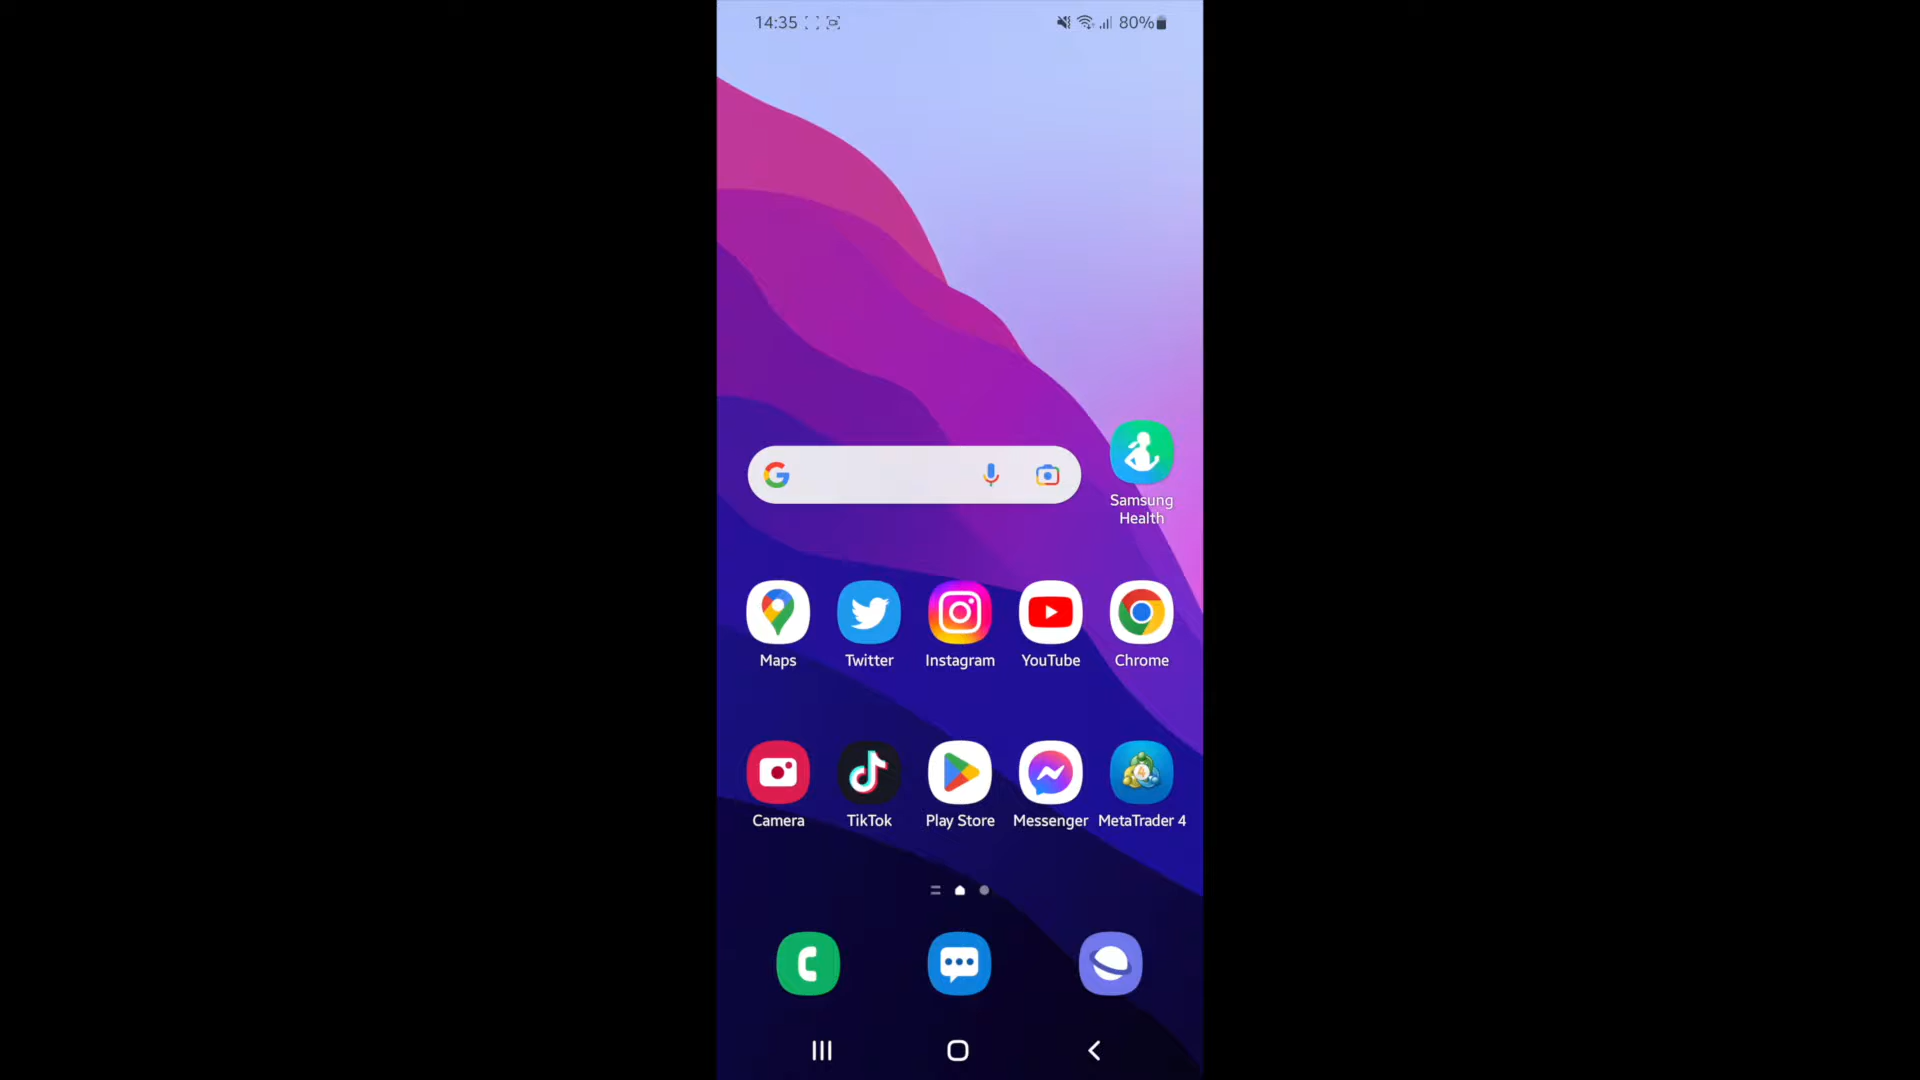 14:35
80%
Samsung
Health
Maps
Twitter
Instagram
YouTube
Chrome
Camera
TikTok
Play Store
Messenger
MetaTrader 4